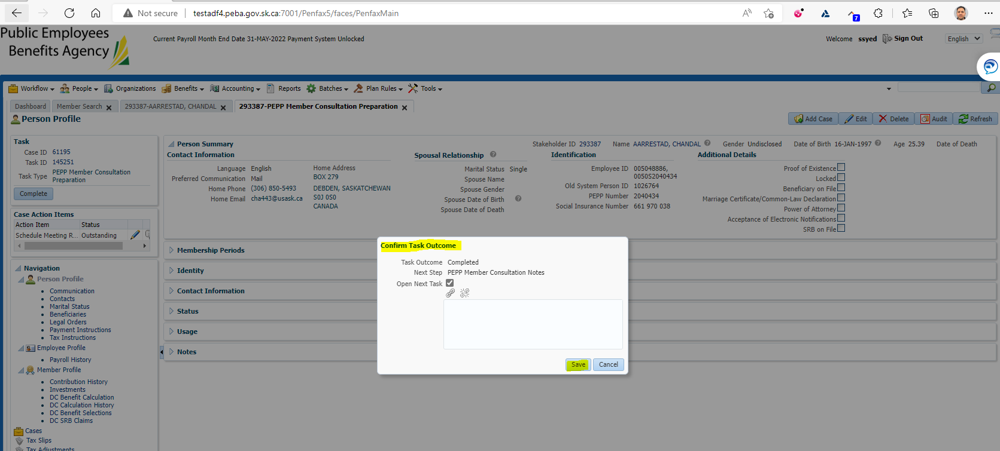 Not secure testadf4.peba.gov.sk.ca:7001/Penfax5/faces/PenfaxMain
7
Public Employees
Benefits Agency
Current Payroll Month End Date 31-MAY-2022 Payment System Unlocked
Welcome ssyed Sign Out English
Workflow People Organizations Benefits Accounting Reports Batches Plan Rules Tools
Dashboard Member Search 293387-AARRESTAD, CHANDAL 293387-PEPP Member Consultation Preparation
Person Profile
Add Case Edit Delete Audit Refresh
Task
Case ID 61195
Task ID 145251
Task Type PEPP Member Consultation
Preparation
Complete
Case Action Items
Action Item Status
Schedule Meeting R... Outstanding
Navigation
Person Profile
Communication
Contacts
Marital Status
Beneficiaries
Legal Orders
Payment Instructions
Tax Instructions
Employee Profile
Payroll History
Member Profile
Contribution History
Investments
DC Benefit Calculation
DC Calculation History
DC Benefit Selections
DC SRB Claims
Cases
Tax Slips
Tax Adjustments
Person Summary
Stakeholder ID 293387 Name AARRESTAD, CHANDAL Gender Undisclosed Date of Birth 16-JAN-1997 Age 25.39 Date of Death
Contact Information
Language English
Preferred Communication Mail
Home Phone (306) 850-5493
Home Email cha443@usask.ca
Home Address
BOX 279
DEBDEN, SASKATCHEWAN
S0J 0S0
CANADA
Spousal Relationship
Marital Status Single
Spouse Name
Spouse Gender
Spouse Date of Birth
Spouse Date of Death
Identification
Employee ID 005048886,
0050S2040434
Old System Person ID 1026764
PEPP Number 2040434
Social Insurance Number 661 970 038
Additional Details
Proof of Existence
Locked
Beneficiary on File
Marriage Certificate/Common-Law Declaration
Power of Attorney
Acceptance of Electronic Notifications
SRB on File
Membership Periods
Identity
Contact Information
Status
Usage
Notes
Confirm Task Outcome
Task Outcome Completed
Next Step PEPP Member Consultation Notes
Open Next Task
Save Cancel